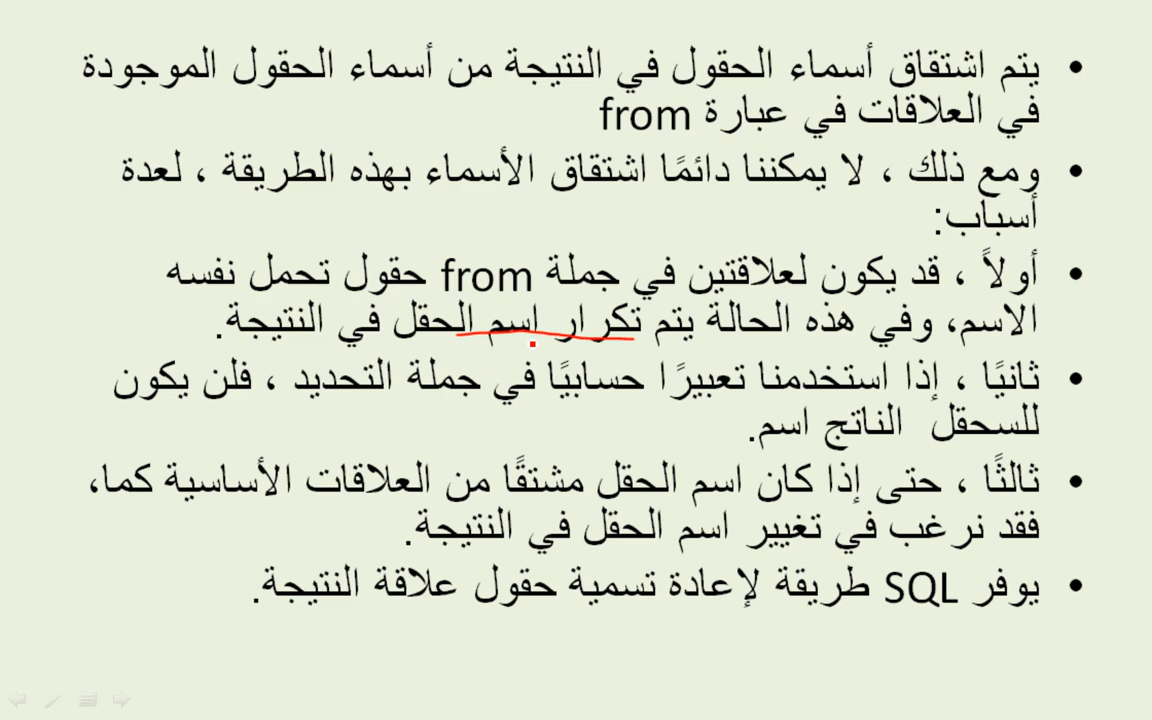 • يتم اشتقاق أسماء الحقول في النتيجة من أسماء الحقول الموجودة
في العلاقات في عبارة from
• ومع ذلك ، لا يمكننا دائمًا اشتقاق الأسماء بهذه الطريقة ، لعدة
أسباب:
• أولاً ، قد يكون لعلاقتين في جملة from حقول تحمل نفسه
الاسم، وفي هذه الحالة يتم تكرار اسم الحقل في النتيجة.
• ثانيًا ، إذا استخدمنا تعبيرًا حسابيًا في جملة التحديد ، فلن يكون
للسحقل الناتج اسم.
• ثالثًا ، حتى إذا كان اسم الحقل مشتقًا من العلاقات الأساسية كما،
فقد نرغب في تغيير اسم الحقل في النتيجة.
• يوفر SQL طريقة لإعادة تسمية حقول علاقة النتيجة.